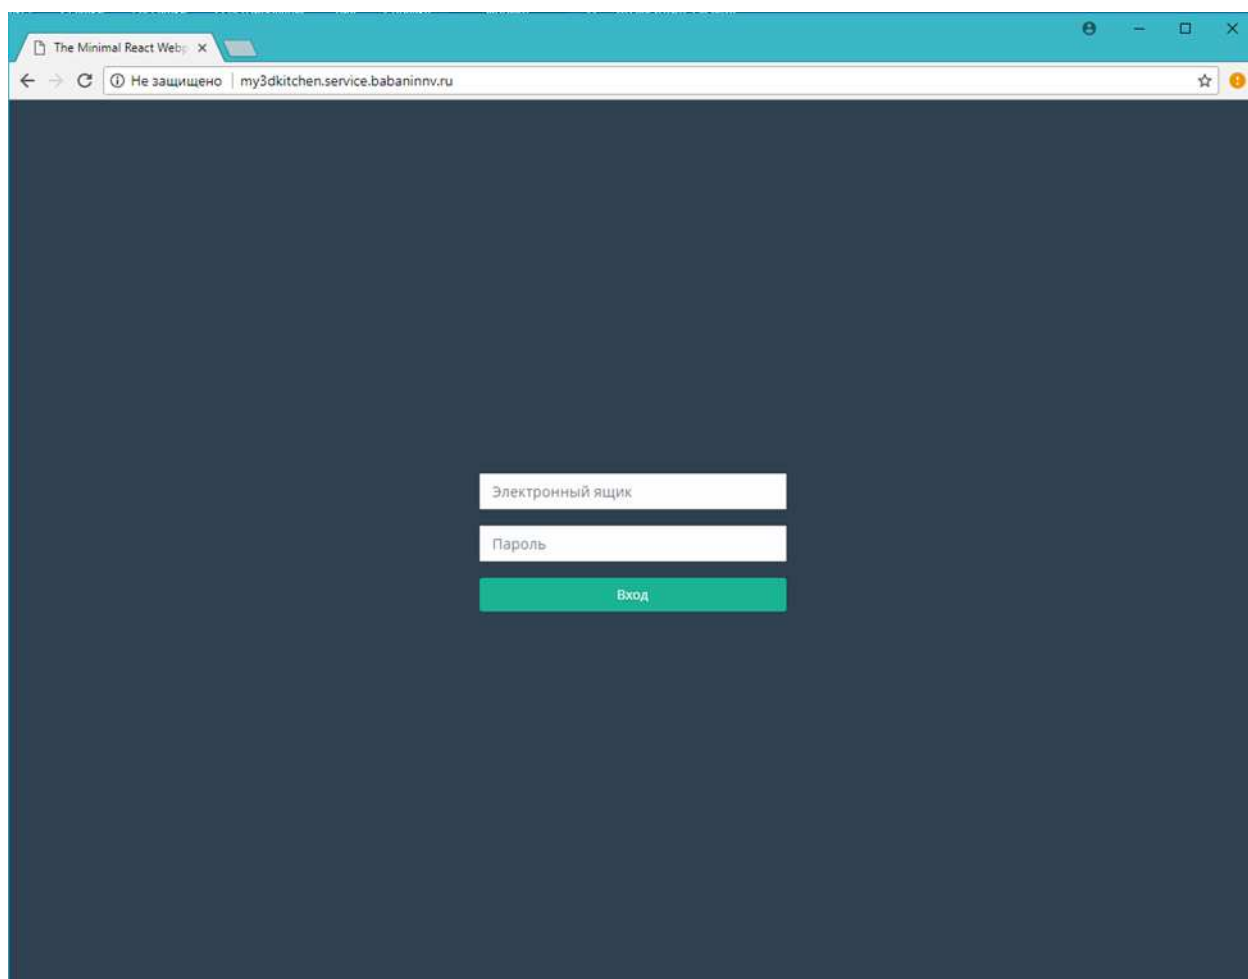 The Minimal React Webp
Не защищено my3dkitchen.service.babaninnv.ru
Электронный ящик
Пароль
Вход